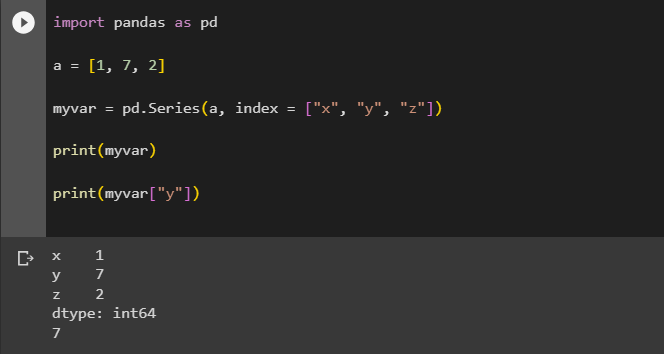 import pandas as pd
a = [1, 7, 2]
myvar = pd.Series(a, index = ["x", "y", "z"])
print(myvar)
print(myvar["y"])
x    1
y    7
z    2
dtype: int64
7